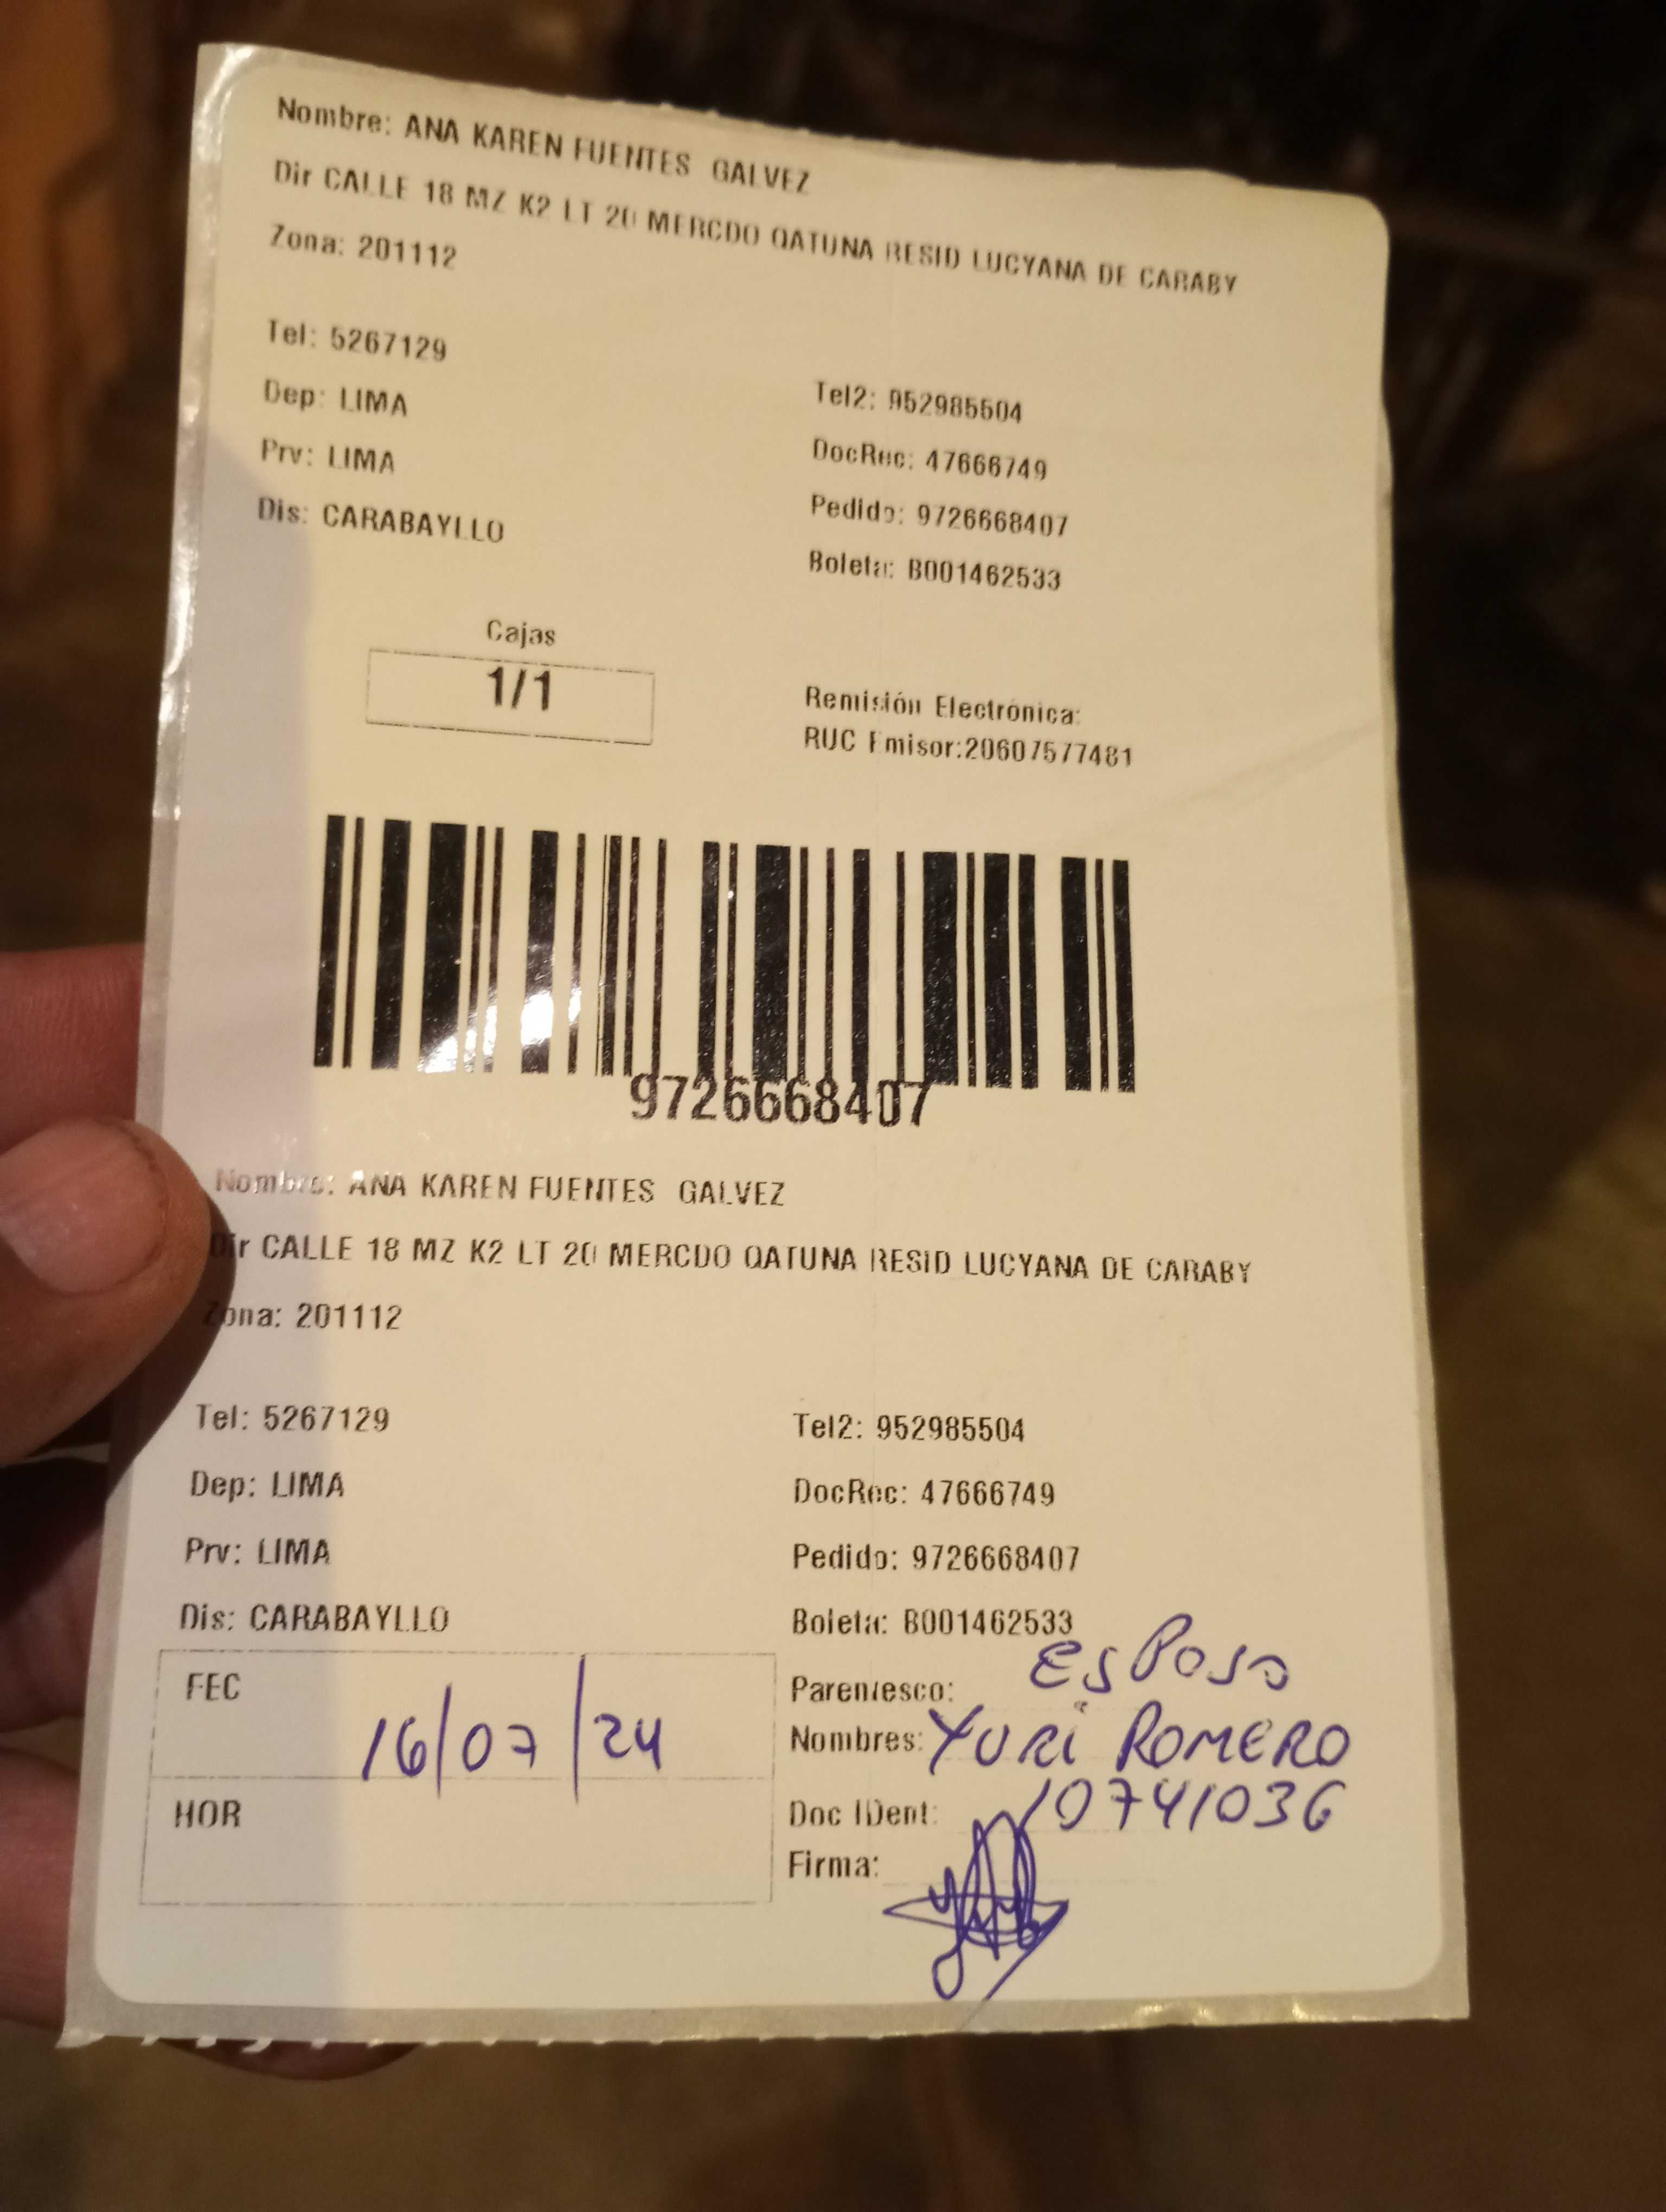 Nombre: ANA KAREN FUENTES GALVEZ
Dir CALLE 18 MZ K2 LT 20 MERCDO QATUNA RESID LUCYANA DE CARABY
Zona: 201112
Tel: 5267129
Tel2: 952985504
Dep: LIMA
DocRec: 47666749
Prv: LIMA
Pedido: 9726668407
Dis: CARABAYLLO
Boleta: B001462533
Cajas
1/1
Remisión Electrónica:
RUC Emisor:20607577481
9726668407
Nombre: ANA KAREN FUENTES GALVEZ
Dir CALLE 18 MZ K2 LT 20 MERCDO QATUNA RESID LUCYANA DE CARABY
Zona: 201112
Tel: 5267129
Tel2: 952985504
Dep: LIMA
DocRec: 47666749
Prv: LIMA
Pedido: 9726668407
Dis: CARABAYLLO
Boleta: B001462533
FEC 16/07/24
Parentesco: ESPOSO
Nombres: YURI ROMERO
HOR
Doc IDent: 10741036
Firma: